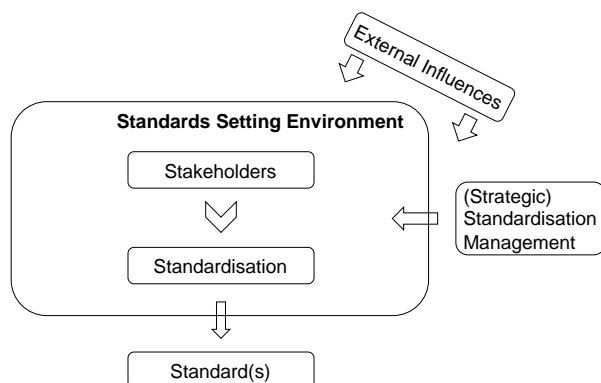 External Influences
Standards Setting Environment
Stakeholders
(Strategic)
Standardisation
Management
Standardisation
Standard(s)